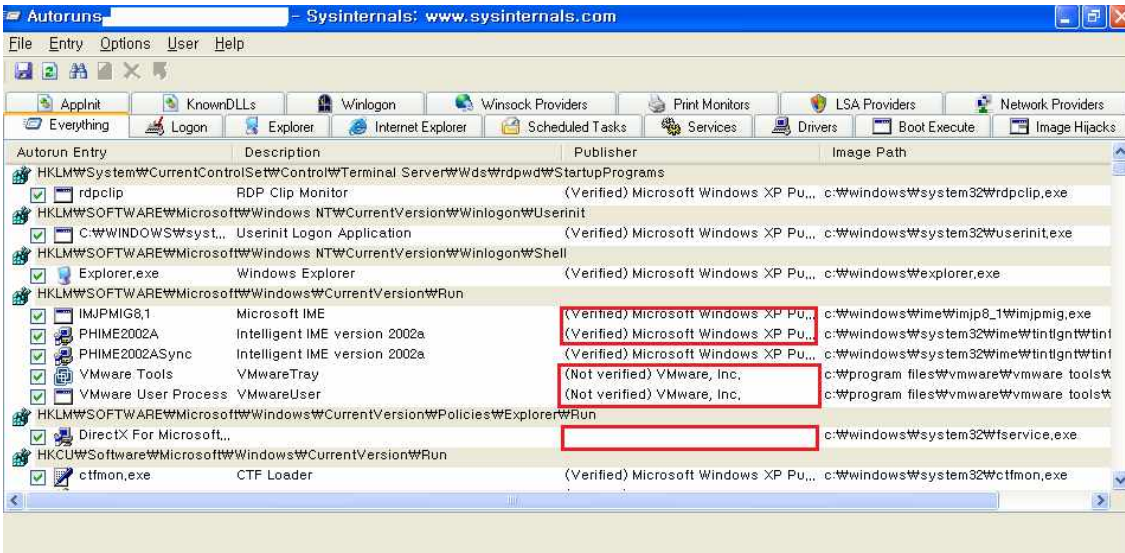 Autoruns - Sysinternals: www.sysinternals.com
File Entry Options User Help
AppInit KnownDLLs Winlogon Winsock Providers Print Monitors LSA Providers Network Providers
Everything Logon Explorer Internet Explorer Scheduled Tasks Services Drivers Boot Execute Image Hijacks
Autorun Entry Description Publisher Image Path
HKLM₩System₩CurrentControlSet₩Control₩Terminal Server₩Wds₩rdpwd₩StartupPrograms
rdpclip RDP Clip Monitor (Verified) Microsoft Windows XP Pu... c:₩windows₩system32₩rdpclip.exe
HKLM₩SOFTWARE₩Microsoft₩Windows NT₩CurrentVersion₩Winlogon₩Userinit
C:₩WINDOWS₩syst... Userinit Logon Application (Verified) Microsoft Windows XP Pu... c:₩windows₩system32₩userinit.exe
HKLM₩SOFTWARE₩Microsoft₩Windows NT₩CurrentVersion₩Winlogon₩Shell
Explorer.exe Windows Explorer (Verified) Microsoft Windows XP Pu... c:₩windows₩explorer.exe
HKLM₩SOFTWARE₩Microsoft₩Windows₩CurrentVersion₩Run
IMJPMIG8.1 Microsoft IME (Verified) Microsoft Windows XP Pu... c:₩windows₩ime₩imjp8_1₩imjpmig.exe
PHIME2002A Intelligent IME version 2002a (Verified) Microsoft Windows XP Pu... c:₩windows₩system32₩ime₩tintlgnt₩tint
PHIME2002ASync Intelligent IME version 2002a (Verified) Microsoft Windows XP Pu... c:₩windows₩system32₩ime₩tintlgnt₩tint
VMware Tools VMwareTray (Not verified) VMware, Inc. c:₩program files₩vmware₩vmware tools₩
VMware User Process VMwareUser (Not verified) VMware, Inc. c:₩program files₩vmware₩vmware tools₩
HKLM₩SOFTWARE₩Microsoft₩Windows₩CurrentVersion₩Policies₩Explorer₩Run
DirectX For Microsoft... c:₩windows₩system32₩fservice.exe
HKCU₩Software₩Microsoft₩Windows₩CurrentVersion₩Run
ctfmon.exe CTF Loader (Verified) Microsoft Windows XP Pu... c:₩windows₩system32₩ctfmon.exe